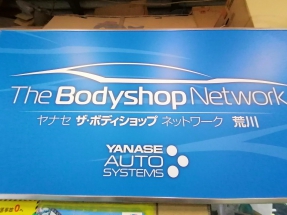 The Bodyshop Network
ヤナセ ザ・ボディショップ ネットワーク 荒川
YANASE
AUTO
SYSTEMS